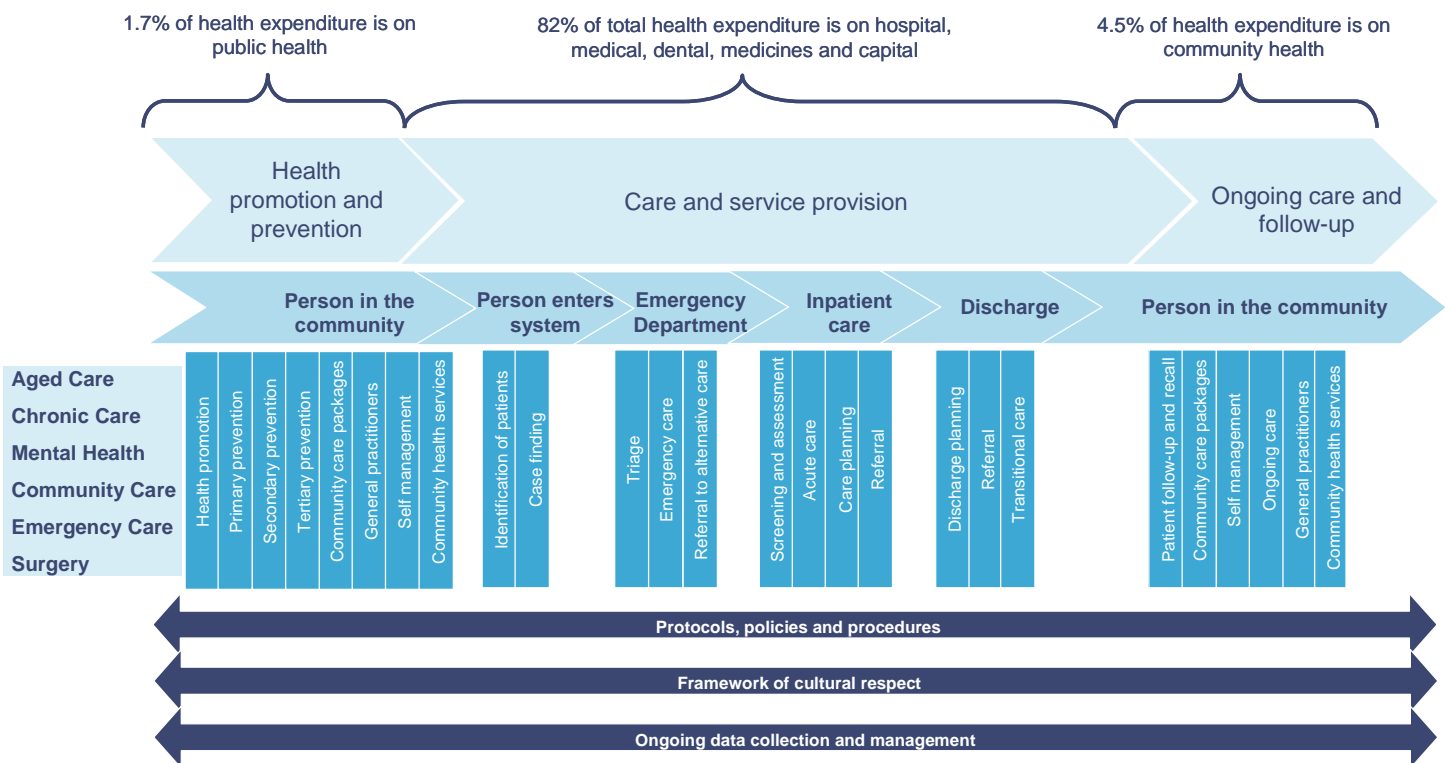 1.7% of health expenditure is on
public health
82% of total health expenditure is on hospital,
medical, dental, medicines and capital
4.5% of health expenditure is on
community health
Health
promotion and
prevention
Care and service provision
Ongoing care and
follow-up
Person in the
community
Person enters
system
Emergency
Department
Inpatient
care
Discharge
Person in the community
Aged Care
Chronic Care
Mental Health
Community Care
Emergency Care
Surgery
Health promotion
Primary prevention
Secondary prevention
Tertiary prevention
Community care packages
General practitioners
Self management
Community health services
Identification of patients
Case finding
Triage
Emergency care
Referral to alternative care
Screening and assessment
Acute care
Care planning
Referral
Discharge planning
Referral
Transitional care
Patient follow-up and recall
Community care packages
Self management
Ongoing care
General practitioners
Community health services
Protocols, policies and procedures
Framework of cultural respect
Ongoing data collection and management